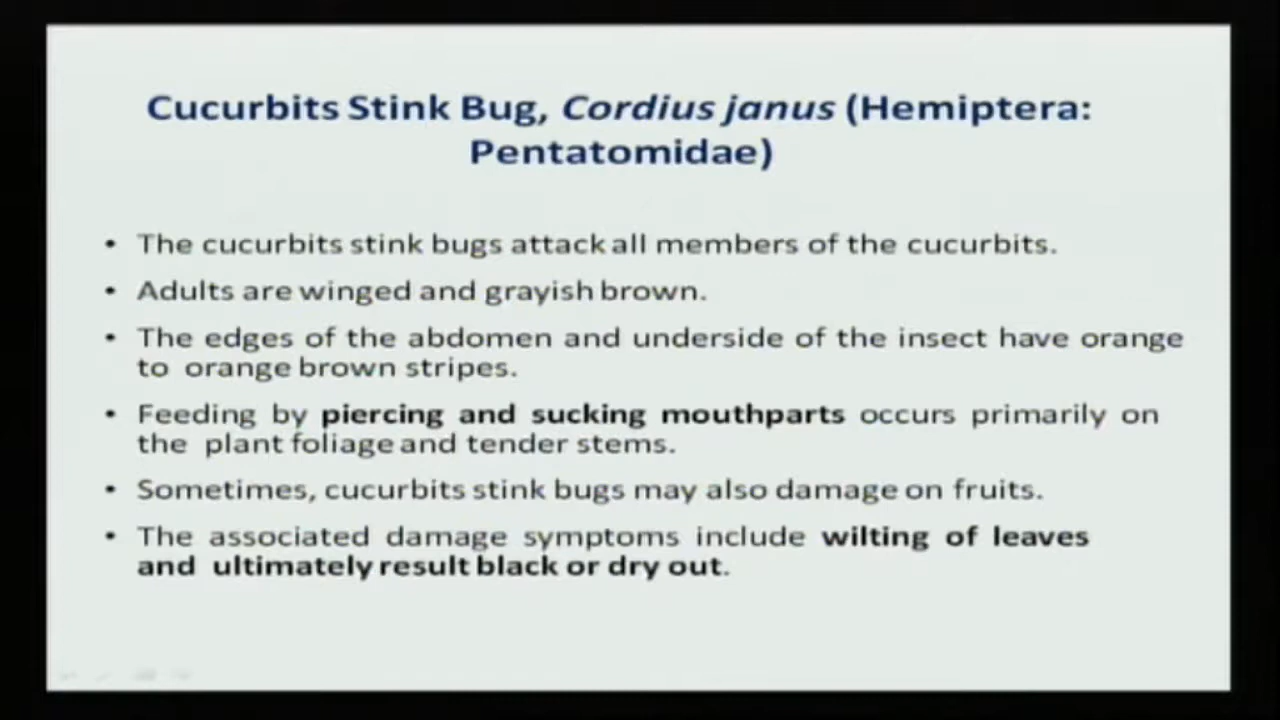 Cucurbits Stink Bug, Cordius janus (Hemiptera:
Pentatomidae)
• The cucurbits stink bugs attack all members of the cucurbits.
• Adults are winged and grayish brown.
• The edges of the abdomen and underside of the insect have orange
to orange brown stripes.
• Feeding by piercing and sucking mouthparts occurs primarily on
the plant foliage and tender stems.
• Sometimes, cucurbits stink bugs may also damage on fruits.
• The associated damage symptoms include wilting of leaves
and ultimately result black or dry out.